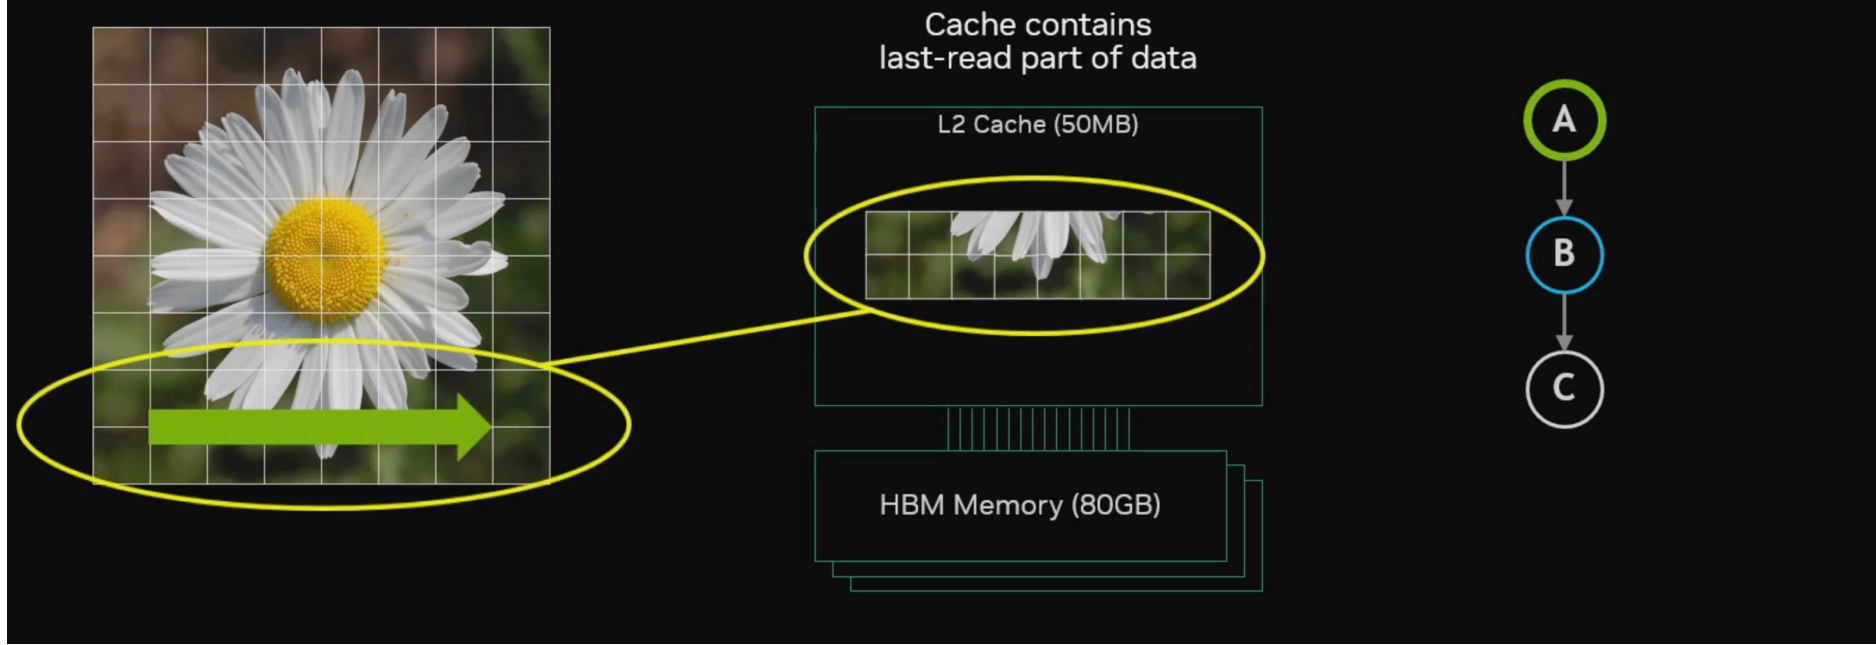 Cache contains
last-read part of data
L2 Cache (50MB)
HBM Memory (80GB)
A
B
C